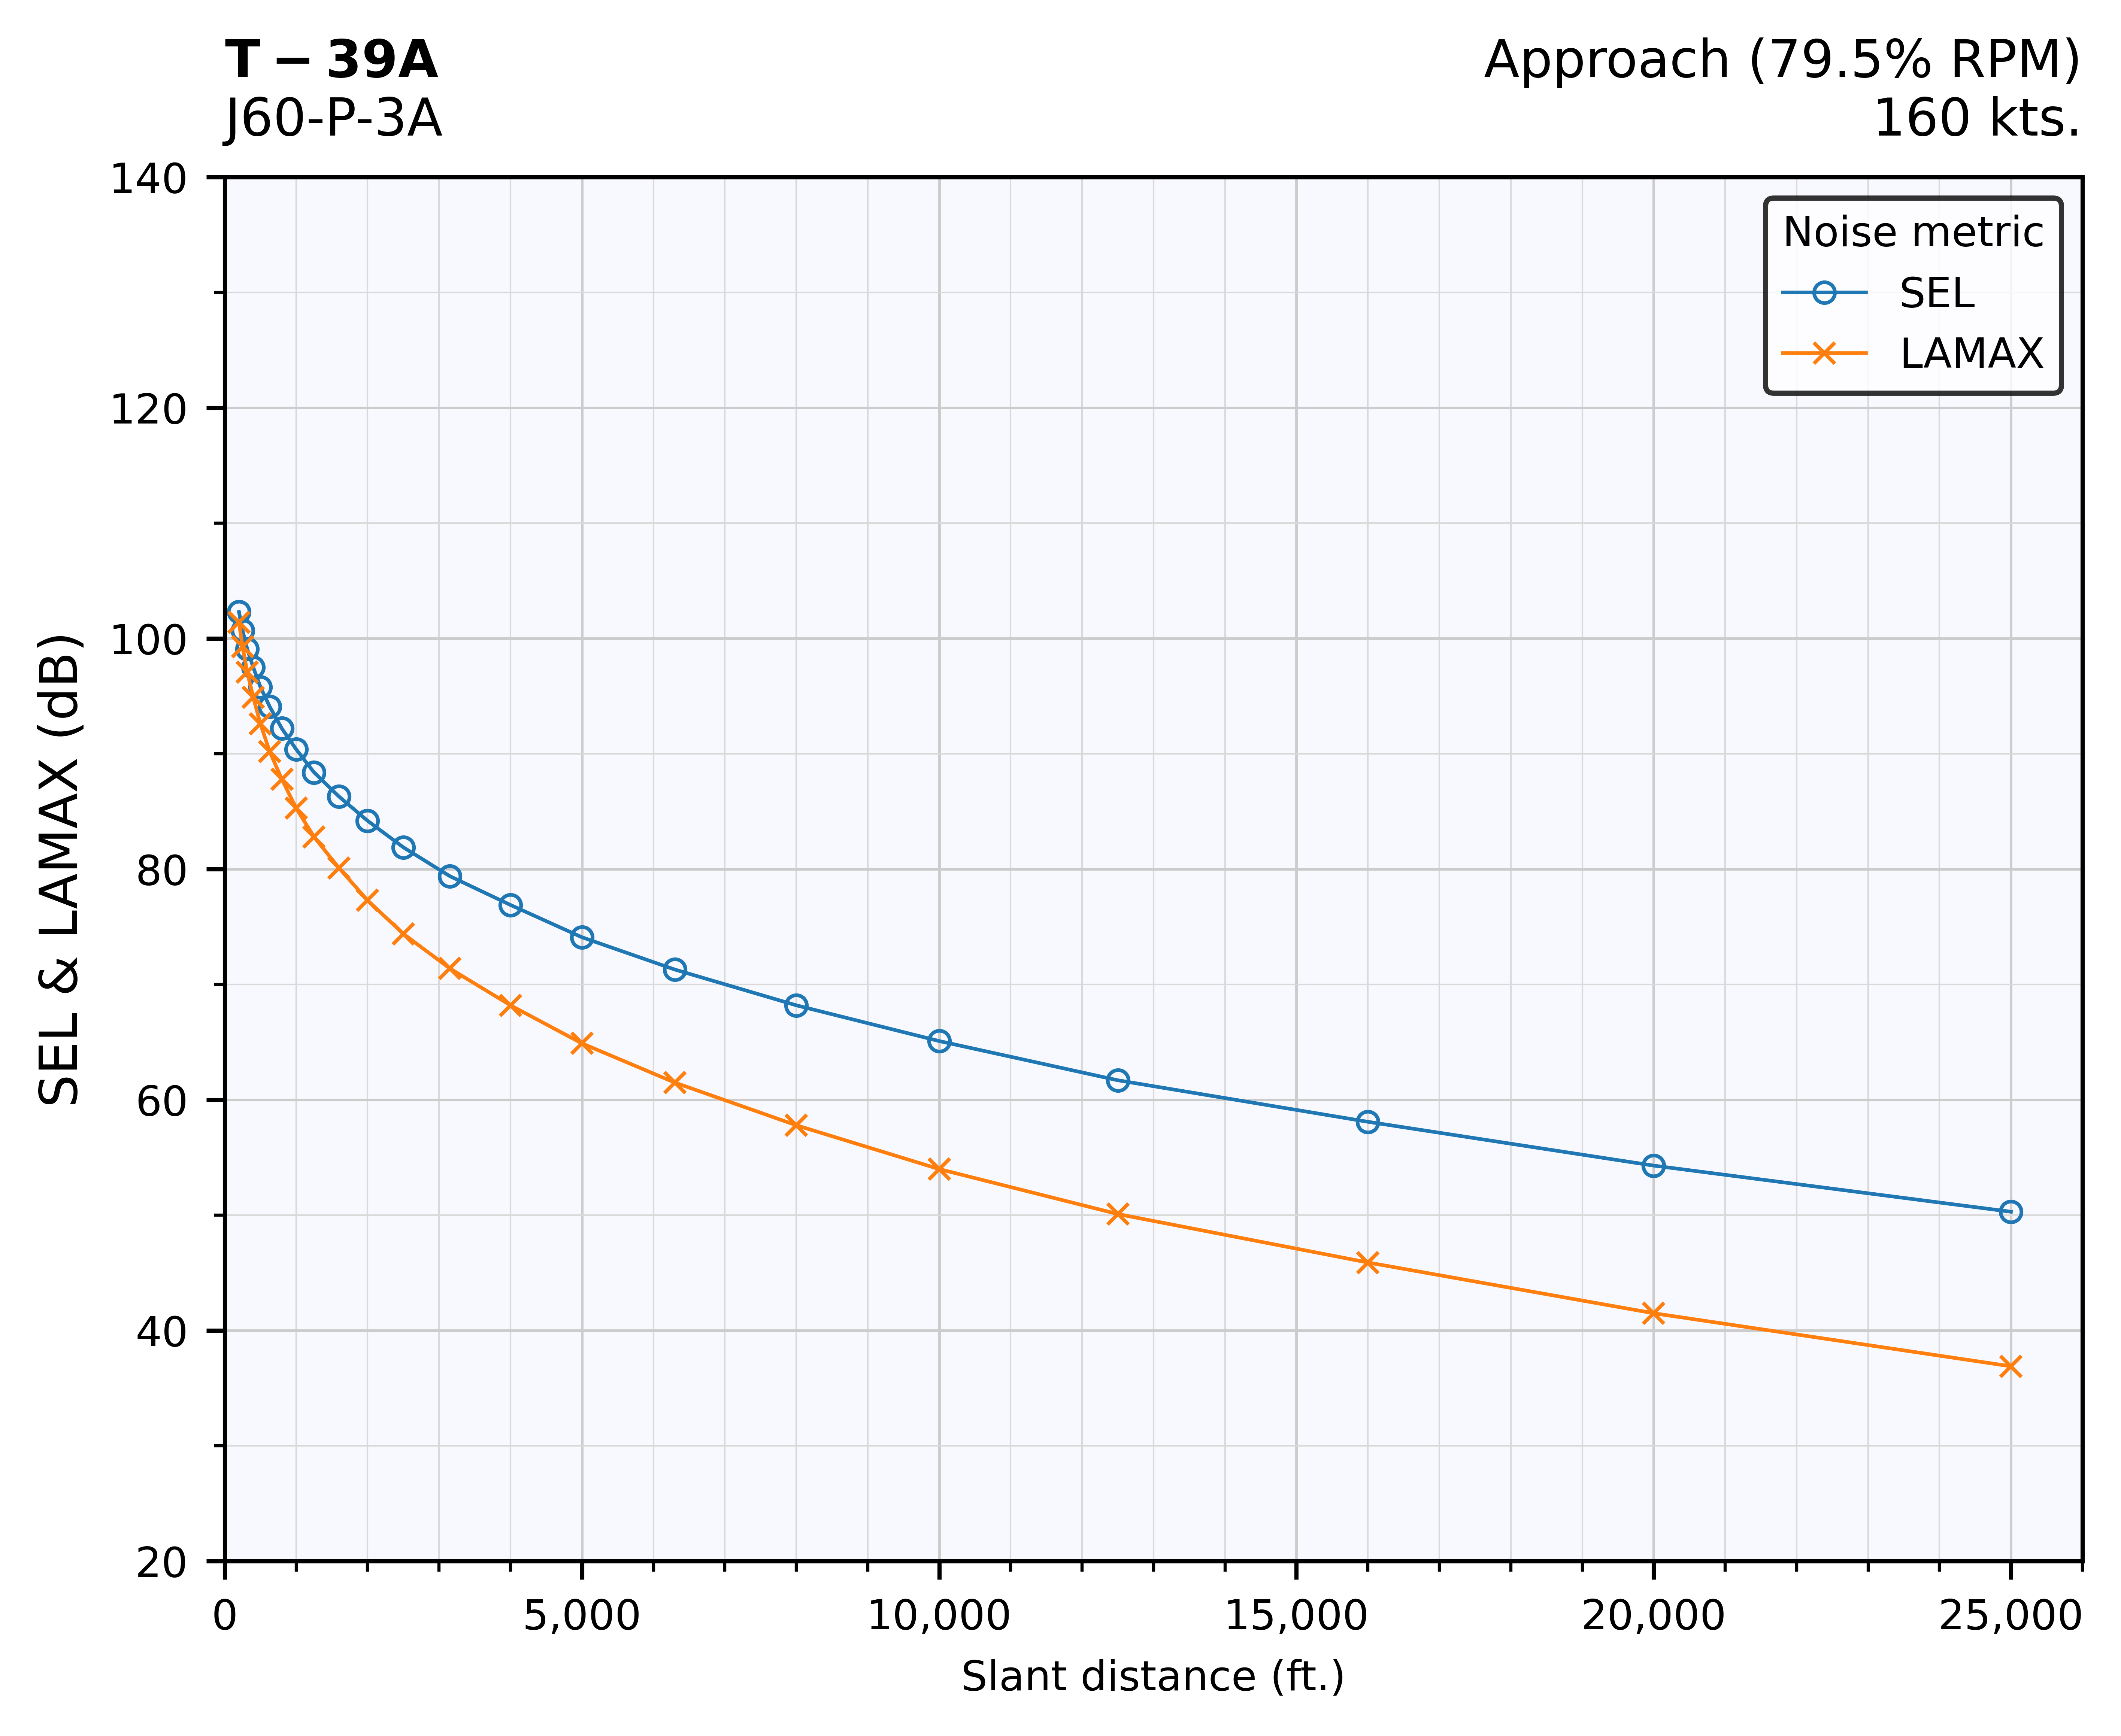 T – 39A
J60-P-3A
Approach (79.5% RPM)
160 kts.
SEL & LAMAX (dB)
140
120
100
80
60
40
20
Noise metric
SEL
LAMAX
0
5,000
10,000
15,000
20,000
25,000
Slant distance (ft.)